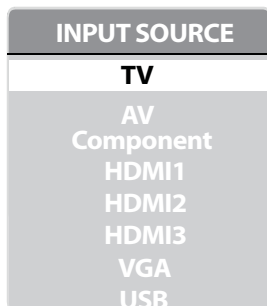 INPUT SOURCE
TV
AV
Component
HDMI1
HDMI2
HDMI3
VGA
USB